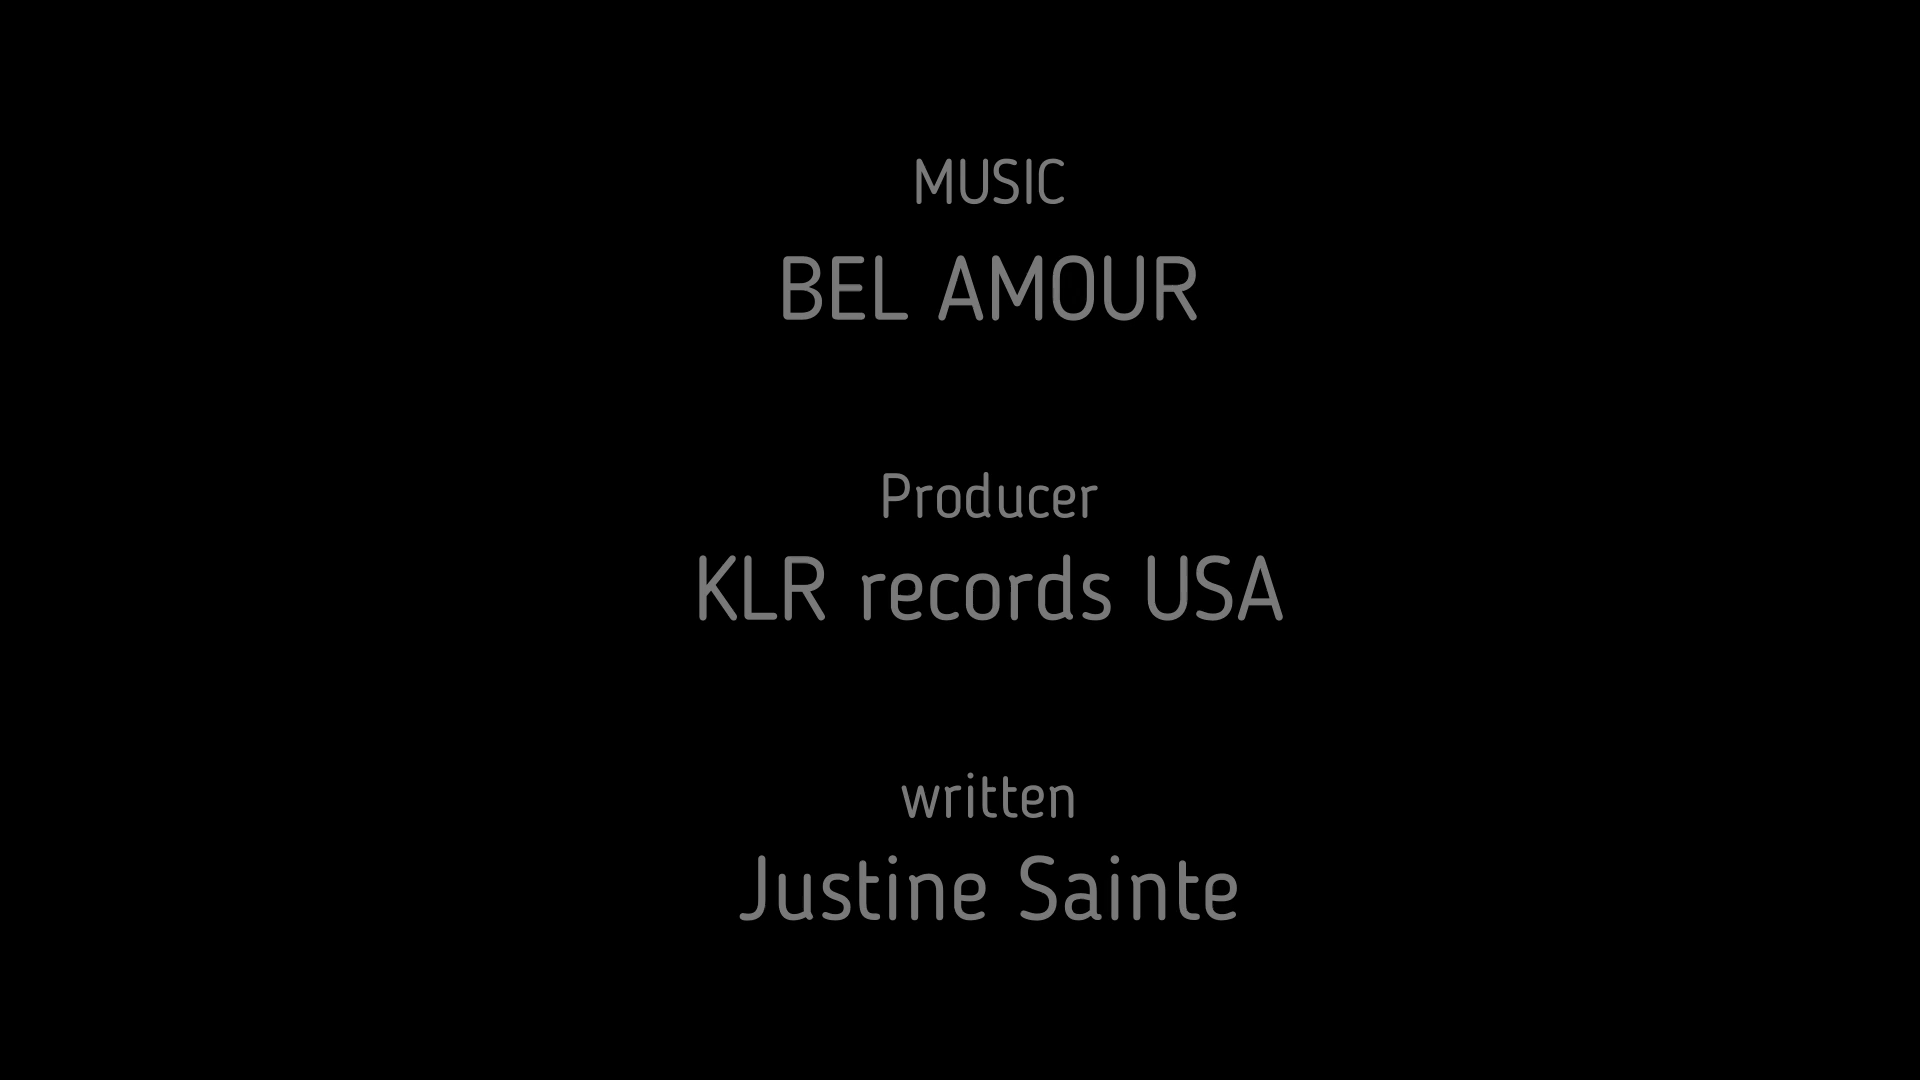 MUSIC
BEL AMOUR
Producer
KLR records USA
written
Justine Sainte